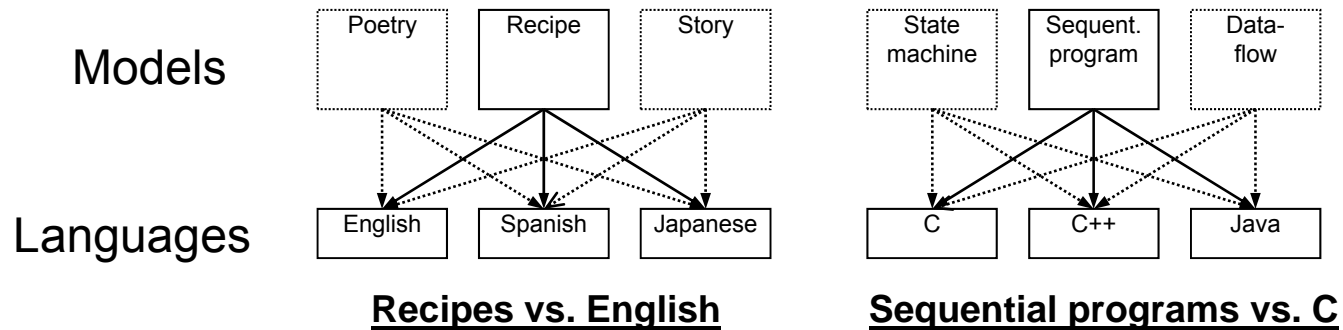 Models
Poetry
Recipe
Story
State
machine
Sequent.
program
Data-
flow
Languages
English
Spanish
Japanese
C
C++
Java
Recipes vs. English
Sequential programs vs. C